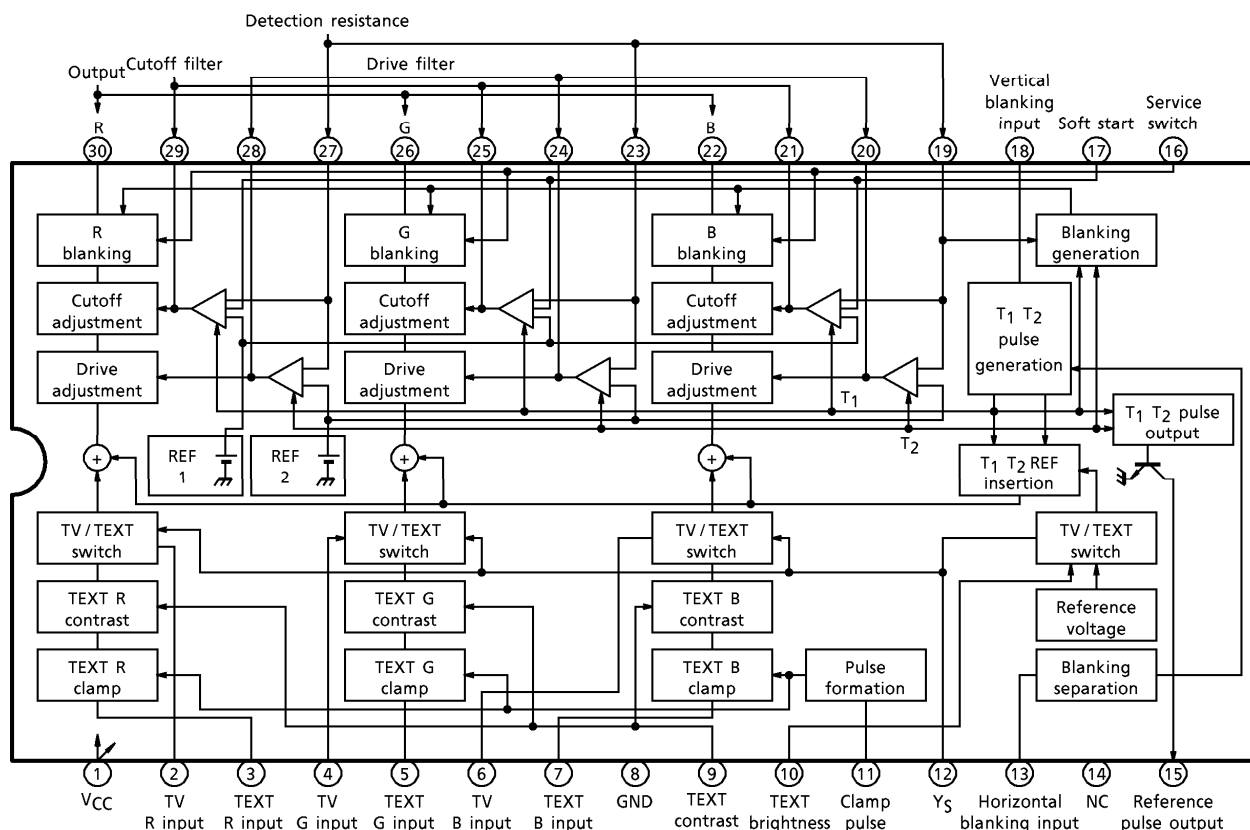 Detection resistance
Output
Cutoff filter
Drive filter
Vertical
blanking
input
Soft start
Service
switch
R
G
B
30
29
28
27
26
25
24
23
22
21
20
19
18
17
16
R
blanking
G
blanking
B
blanking
Blanking
generation
Cutoff
adjustment
Cutoff
adjustment
Cutoff
adjustment
T1 T2
pulse
generation
Drive
adjustment
Drive
adjustment
Drive
adjustment
T1
T2
T1 T2 pulse
output
REF
1
REF
2
+
+
+
T1 T2 REF
insertion
TV / TEXT
switch
TV / TEXT
switch
TV / TEXT
switch
TV / TEXT
switch
TEXT R
contrast
TEXT G
contrast
TEXT B
contrast
Reference
voltage
TEXT R
clamp
TEXT G
clamp
TEXT B
clamp
Pulse
formation
Blanking
separation
1
2
3
4
5
6
7
8
9
10
11
12
13
14
15
VCC
TV
R input
TEXT
R input
TV
G input
TEXT
G input
TV
B input
TEXT
B input
GND
TEXT
contrast
TEXT
brightness
Clamp
pulse
YS
Horizontal
blanking input
NC
Reference
pulse output